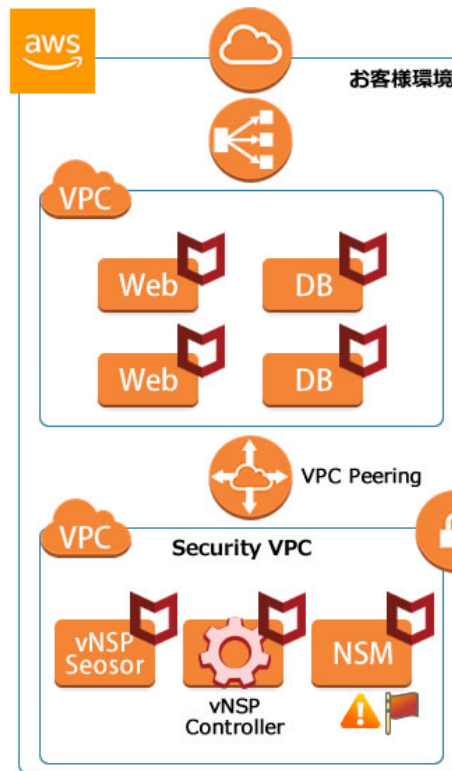 aws
お客様環境
VPC
Web
DB
Web
DB
VPC Peering
VPC
Security VPC
vNSP
Seosor
NSM
vNSP
Controller